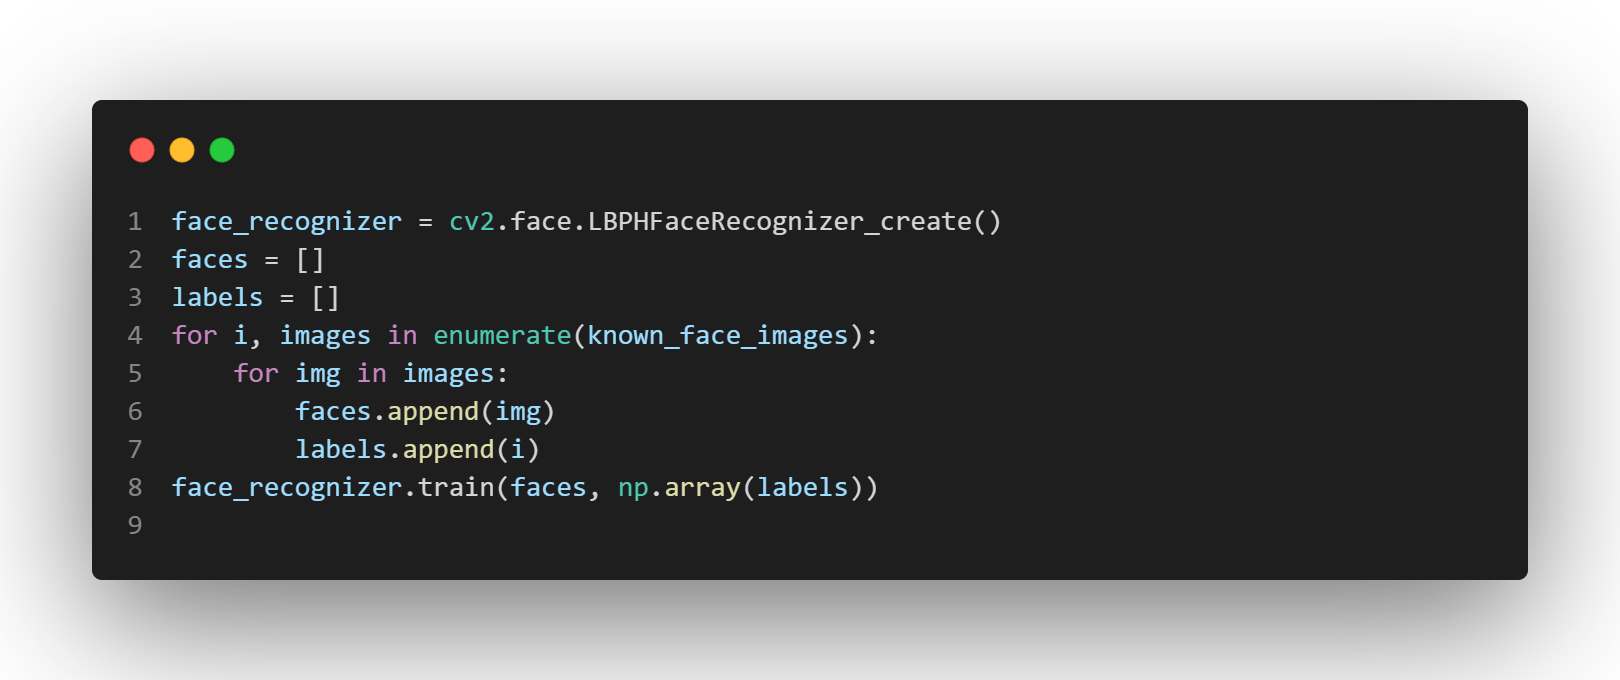 1 face_recognizer = cv2.face.LBPHFaceRecognizer_create()
2 faces = []
3 labels = []
4 for i, images in enumerate(known_face_images):
5     for img in images:
6         faces.append(img)
7         labels.append(i)
8 face_recognizer.train(faces, np.array(labels))
9